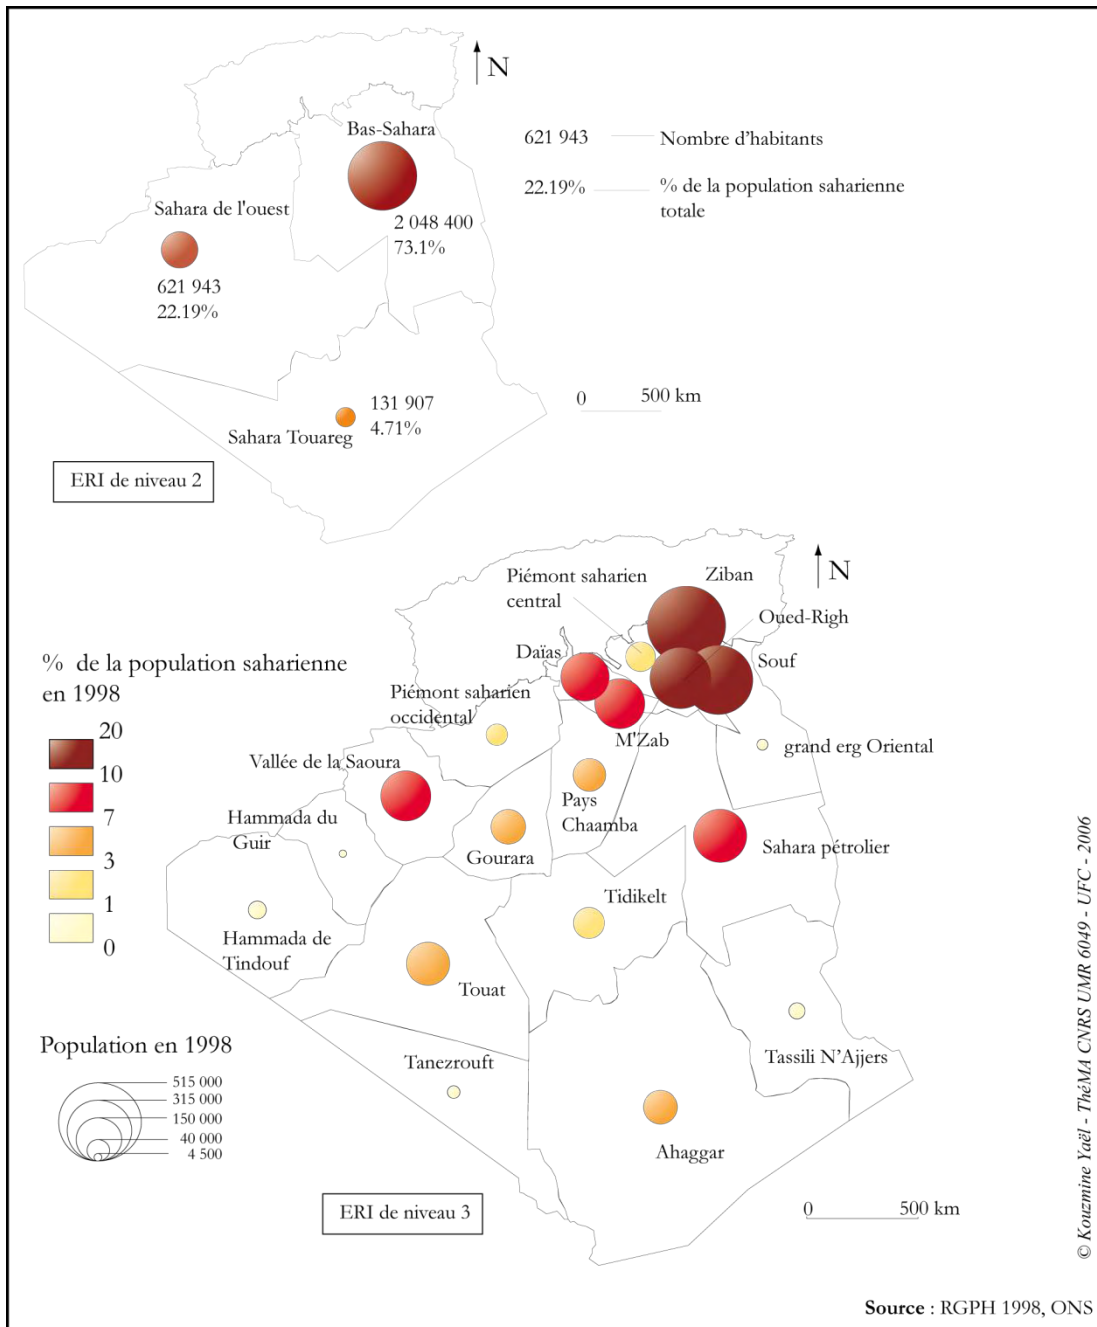 N
Bas-Sahara
621 943
Nombre d'habitants
22.19%
% de la population saharienne
totale
Sahara de l'ouest
2 048 400
73.1%
621 943
22.19%
131 907
4.71%
Sahara Touareg
0
500 km
ERI de niveau 2
N
Piémont saharien
central
Ziban
Oued-Righ
Daïas
Souf
% de la population saharienne
en 1998
20
10
7
3
1
0
Piémont saharien
occidental
M'Zab
grand erg Oriental
Vallée de la Saoura
Pays
Chaamba
Hammada du
Guir
Gourara
Sahara pétrolier
Tidikelt
Hammada de
Tindouf
Touat
Tassili N'Ajjers
Tanezrouft
Ahaggar
Population en 1998
515 000
315 000
150 000
40 000
4 500
ERI de niveau 3
0
500 km
© Kouzmine Yaël - ThéMA CNRS UMR 6049 - UFC - 2006
Source : RGPH 1998, ONS